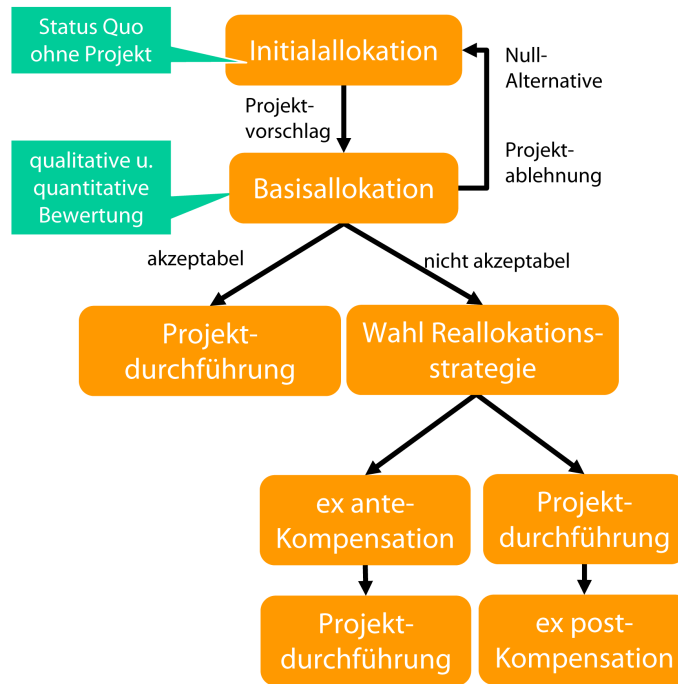 Status Quo
ohne Projekt
Initialallokation
Null-
Alternative
Projekt-
vorschlag
qualitative u.
quantitative
Bewertung
Basisallokation
Projekt-
ablehnung
akzeptabel
nicht akzeptabel
Projekt-
durchführung
Wahl Reallokations-
strategie
ex ante-
Kompensation
Projekt-
durchführung
Projekt-
durchführung
ex post-
Kompensation